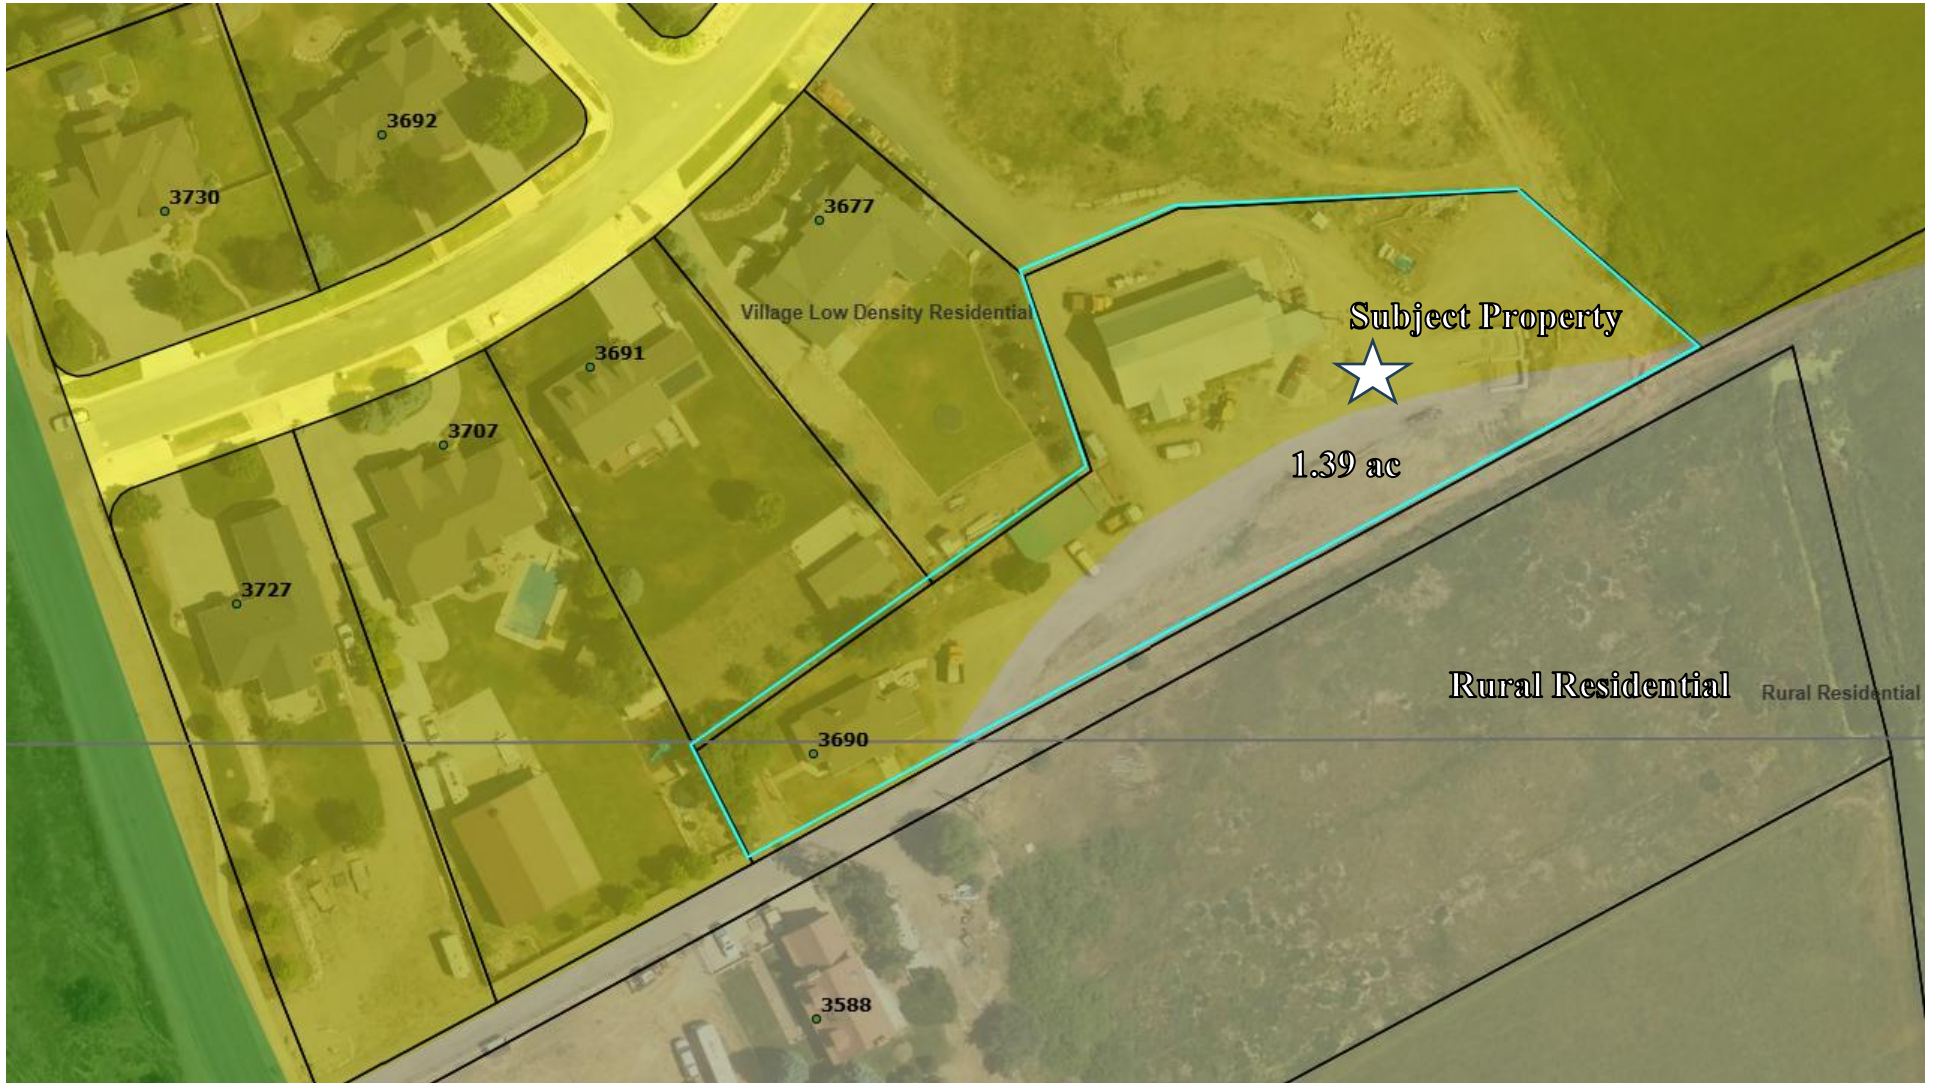 3692
3730
3677
Village Low Density Residential
Subject Property
3691
3707
1.39 ac
3727
Rural Residential
Rural Residential
3690
3588